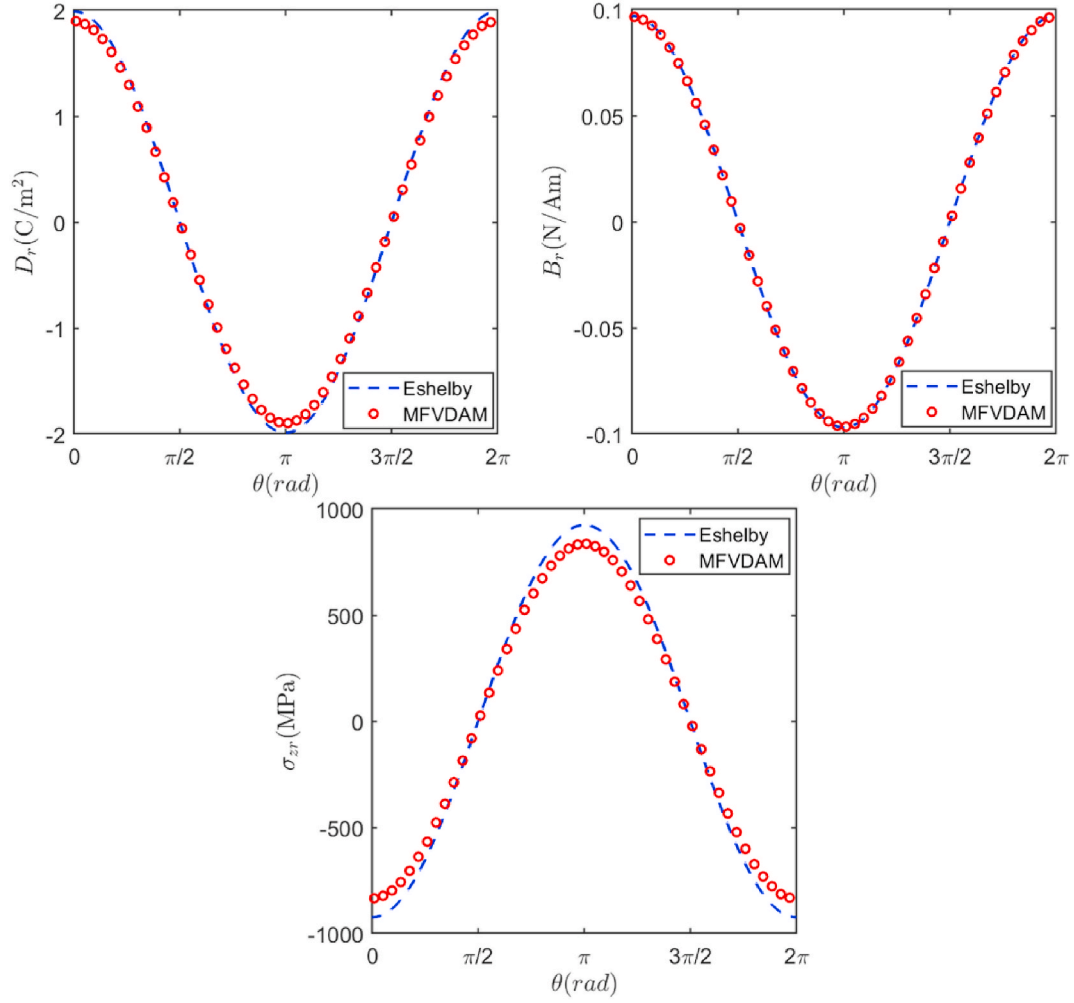 2
1
0
-1
-2
D_r(C/m²)
0 π/2 π 3π/2 2π
θ(rad)
Eshelby
MFVDAM
0.1
0.05
0
-0.05
-0.1
B_r(N/Am)
0 π/2 π 3π/2 2π
θ(rad)
Eshelby
MFVDAM
1000
500
0
-500
-1000
σ_zr(MPa)
0 π/2 π 3π/2 2π
θ(rad)
Eshelby
MFVDAM